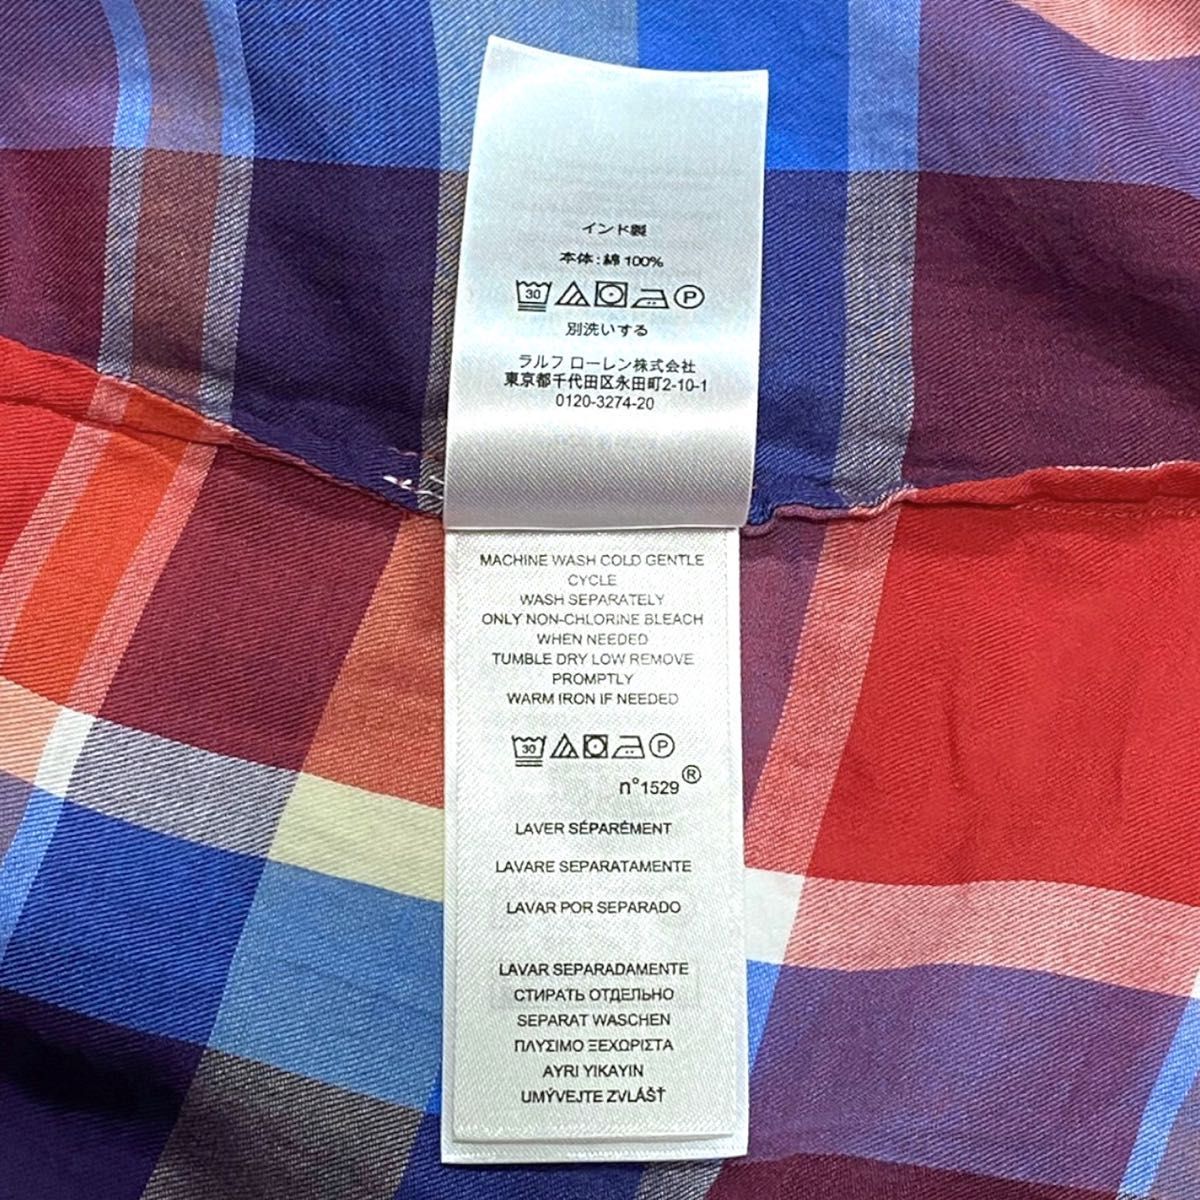 インド製
本体：綿 100%
30 P
別洗いする
ラルフ ローレン株式会社
東京都千代田区永田町2-10-1
0120-3274-20
MACHINE WASH COLD GENTLE
CYCLE
WASH SEPARATELY
ONLY NON-CHLORINE BLEACH
WHEN NEEDED
TUMBLE DRY LOW REMOVE
PROMPTLY
WARM IRON IF NEEDED
30 P
n°1529®
LAVER SÉPARÉMENT
LAVARE SEPARATAMENTE
LAVAR POR SEPARADO
LAVAR SEPARADAMENTE
СТИРАТЬ ОТДЕЛЬНО
SEPARAT WASCHEN
ΠΛΥΣΙΜΟ ΞΕΧΩΡΙΣΤΑ
AYRI YIKAYIN
UMÝVEJTE ZVLÁŠŤ